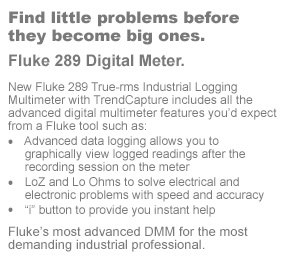 Find little problems before
they become big ones.
Fluke 289 Digital Meter.
New Fluke 289 True-rms Industrial Logging
Multimeter with TrendCapture includes all the
advanced digital multimeter features you'd expect
from a Fluke tool such as:
• Advanced data logging allows you to
graphically view logged readings after the
recording session on the meter
• LoZ and Lo Ohms to solve electrical and
electronic problems with speed and accuracy
• “i” button to provide you instant help
Fluke's most advanced DMM for the most
demanding industrial professional.